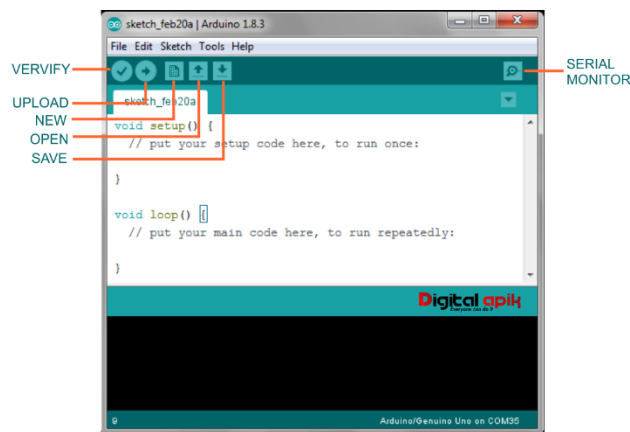 sketch_feb20a | Arduino 1.8.3
File Edit Sketch Tools Help
VERVIFY
UPLOAD
NEW
OPEN
SAVE
SERIAL
MONITOR
sketch_feb20a
void setup() {
// put your setup code here, to run once:
}
void loop() {
// put your main code here, to run repeatedly:
}
Digital apik
Everyone can do it
9
Arduino/Genuino Uno on COM35